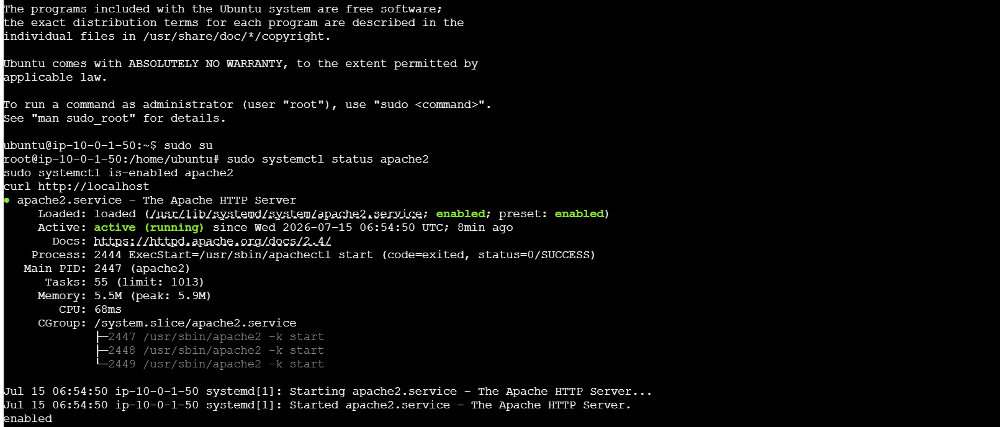 The programs included with the Ubuntu system are free software;
the exact distribution terms for each program are described in the
individual files in /usr/share/doc/*/copyright.

Ubuntu comes with ABSOLUTELY NO WARRANTY, to the extent permitted by
applicable law.

To run a command as administrator (user "root"), use "sudo <command>".
See "man sudo_root" for details.

ubuntu@ip-10-0-1-50:~$ sudo su
root@ip-10-0-1-50:/home/ubuntu# sudo systemctl status apache2
sudo systemctl is-enabled apache2
curl http://localhost
● apache2.service - The Apache HTTP Server
     Loaded: loaded (/usr/lib/systemd/system/apache2.service; enabled; preset: enabled)
     Active: active (running) since Wed 2026-07-15 06:54:50 UTC; 8min ago
       Docs: https://httpd.apache.org/docs/2.4/
    Process: 2444 ExecStart=/usr/sbin/apachectl start (code=exited, status=0/SUCCESS)
   Main PID: 2447 (apache2)
      Tasks: 55 (limit: 1013)
     Memory: 5.5M (peak: 5.9M)
        CPU: 68ms
     CGroup: /system.slice/apache2.service
             ├─2447 /usr/sbin/apache2 -k start
             ├─2448 /usr/sbin/apache2 -k start
             └─2449 /usr/sbin/apache2 -k start

Jul 15 06:54:50 ip-10-0-1-50 systemd[1]: Starting apache2.service - The Apache HTTP Server...
Jul 15 06:54:50 ip-10-0-1-50 systemd[1]: Started apache2.service - The Apache HTTP Server.
enabled